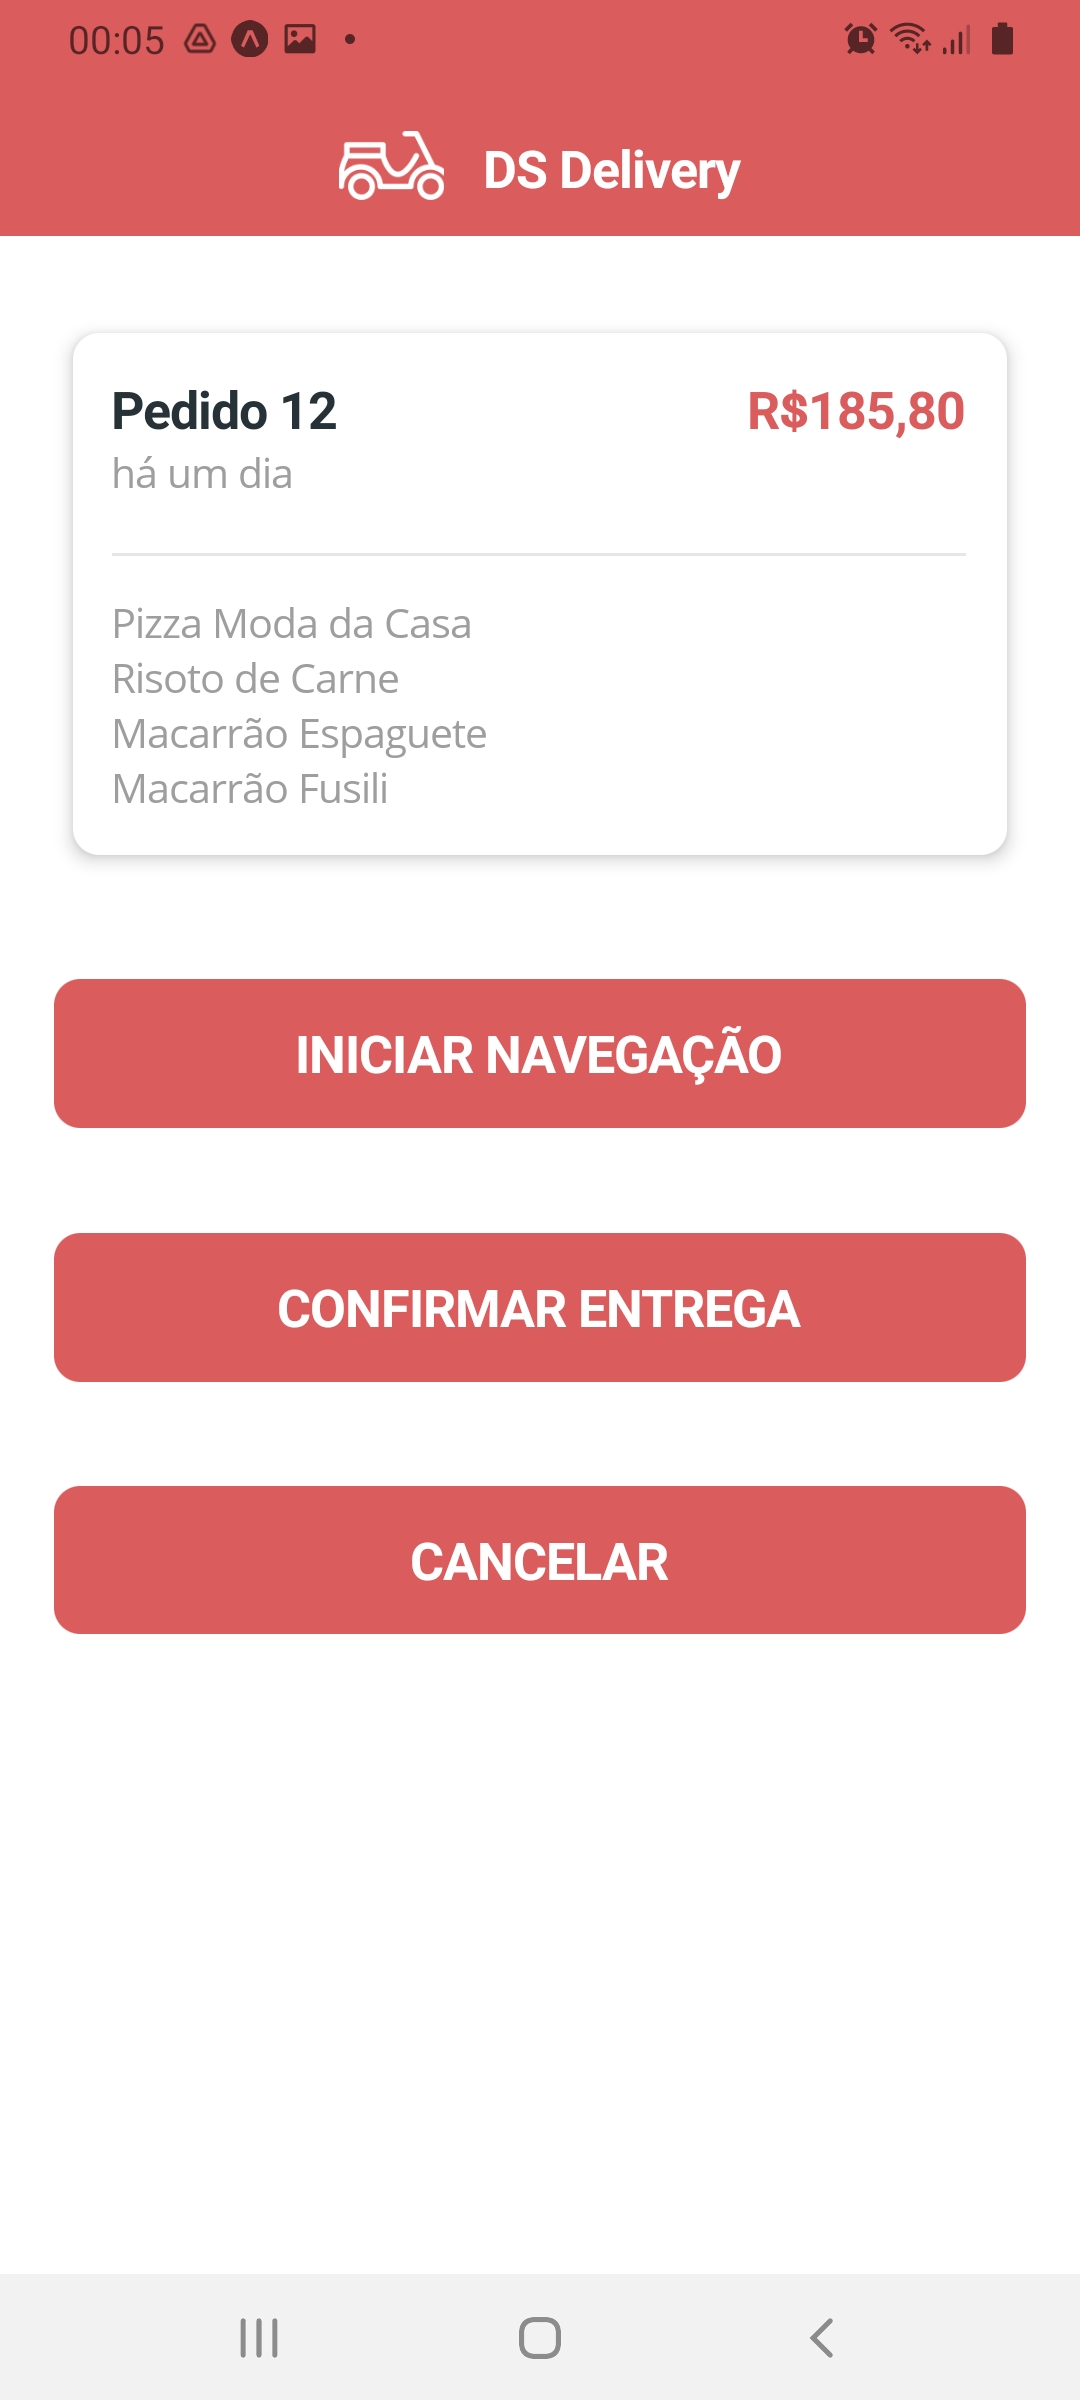 00:05
DS Delivery
Pedido 12 R$185,80
há um dia
Pizza Moda da Casa
Risoto de Carne
Macarrão Espaguete
Macarrão Fusili
INICIAR NAVEGAÇÃO
CONFIRMAR ENTREGA
CANCELAR